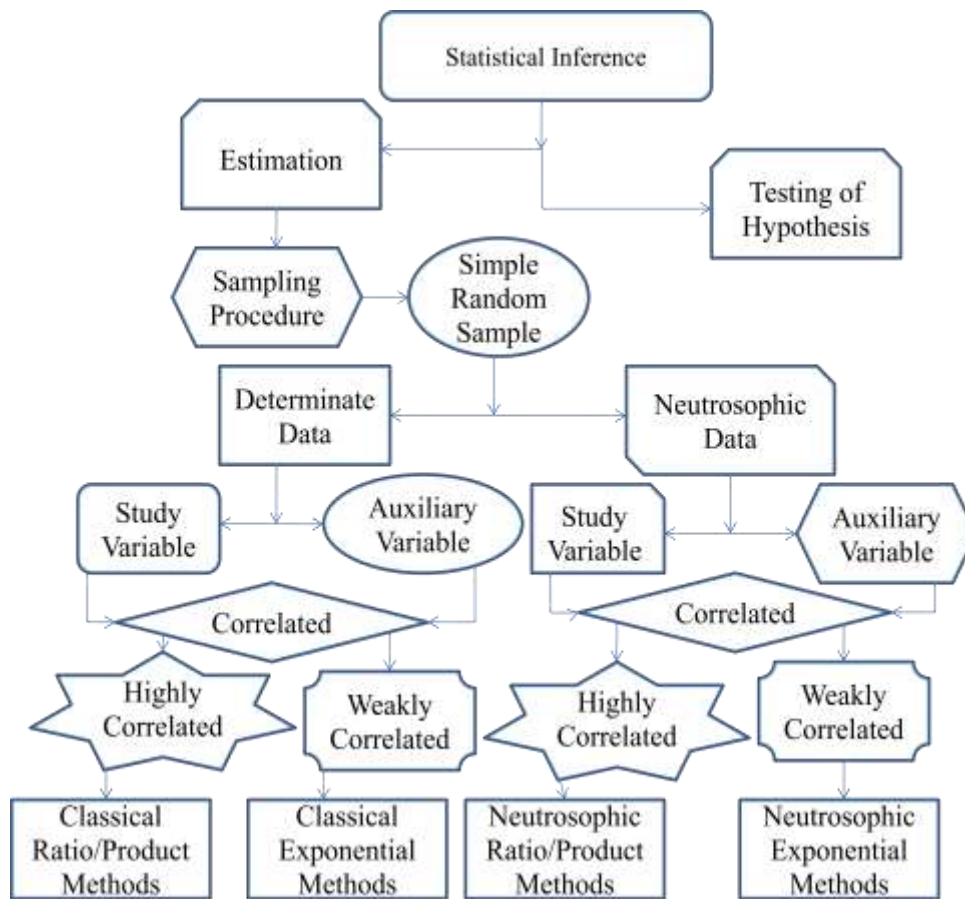 Statistical Inference
Estimation
Testing of
Hypothesis
Sampling
Procedure
Simple
Random
Sample
Determinate
Data
Neutrosophic
Data
Study
Variable
Auxiliary
Variable
Study
Variable
Auxiliary
Variable
Correlated
Correlated
Highly
Correlated
Weakly
Correlated
Highly
Correlated
Weakly
Correlated
Classical
Ratio/Product
Methods
Classical
Exponential
Methods
Neutrosophic
Ratio/Product
Methods
Neutrosophic
Exponential
Methods